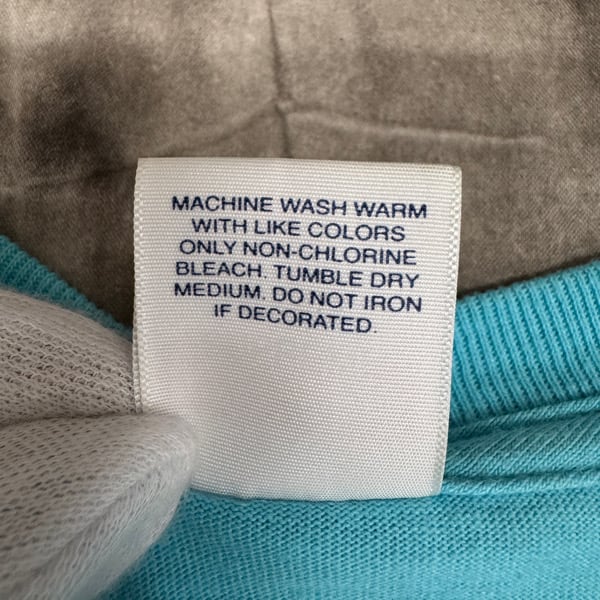 MACHINE WASH WARM
WITH LIKE COLORS
ONLY NON-CHLORINE
BLEACH. TUMBLE DRY
MEDIUM. DO NOT IRON
IF DECORATED.